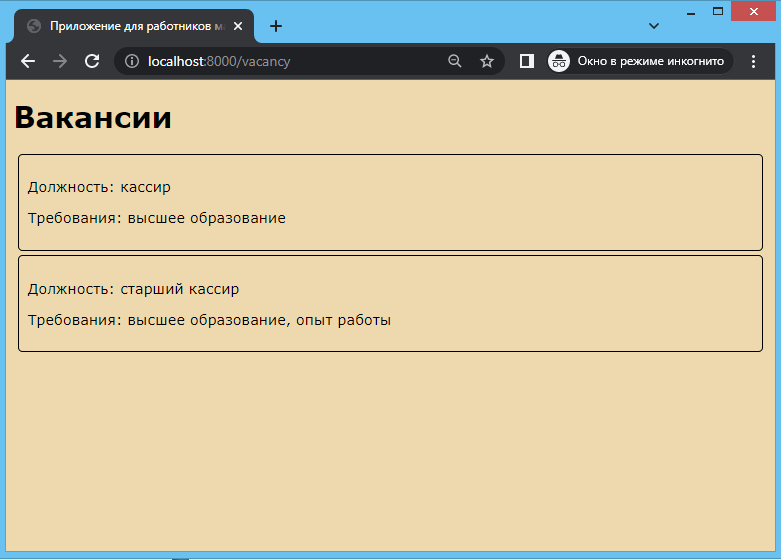 Приложение для работников м
localhost:8000/vacancy
Окно в режиме инкогнито
Вакансии
Должность: кассир
Требования: высшее образование
Должность: старший кассир
Требования: высшее образование, опыт работы